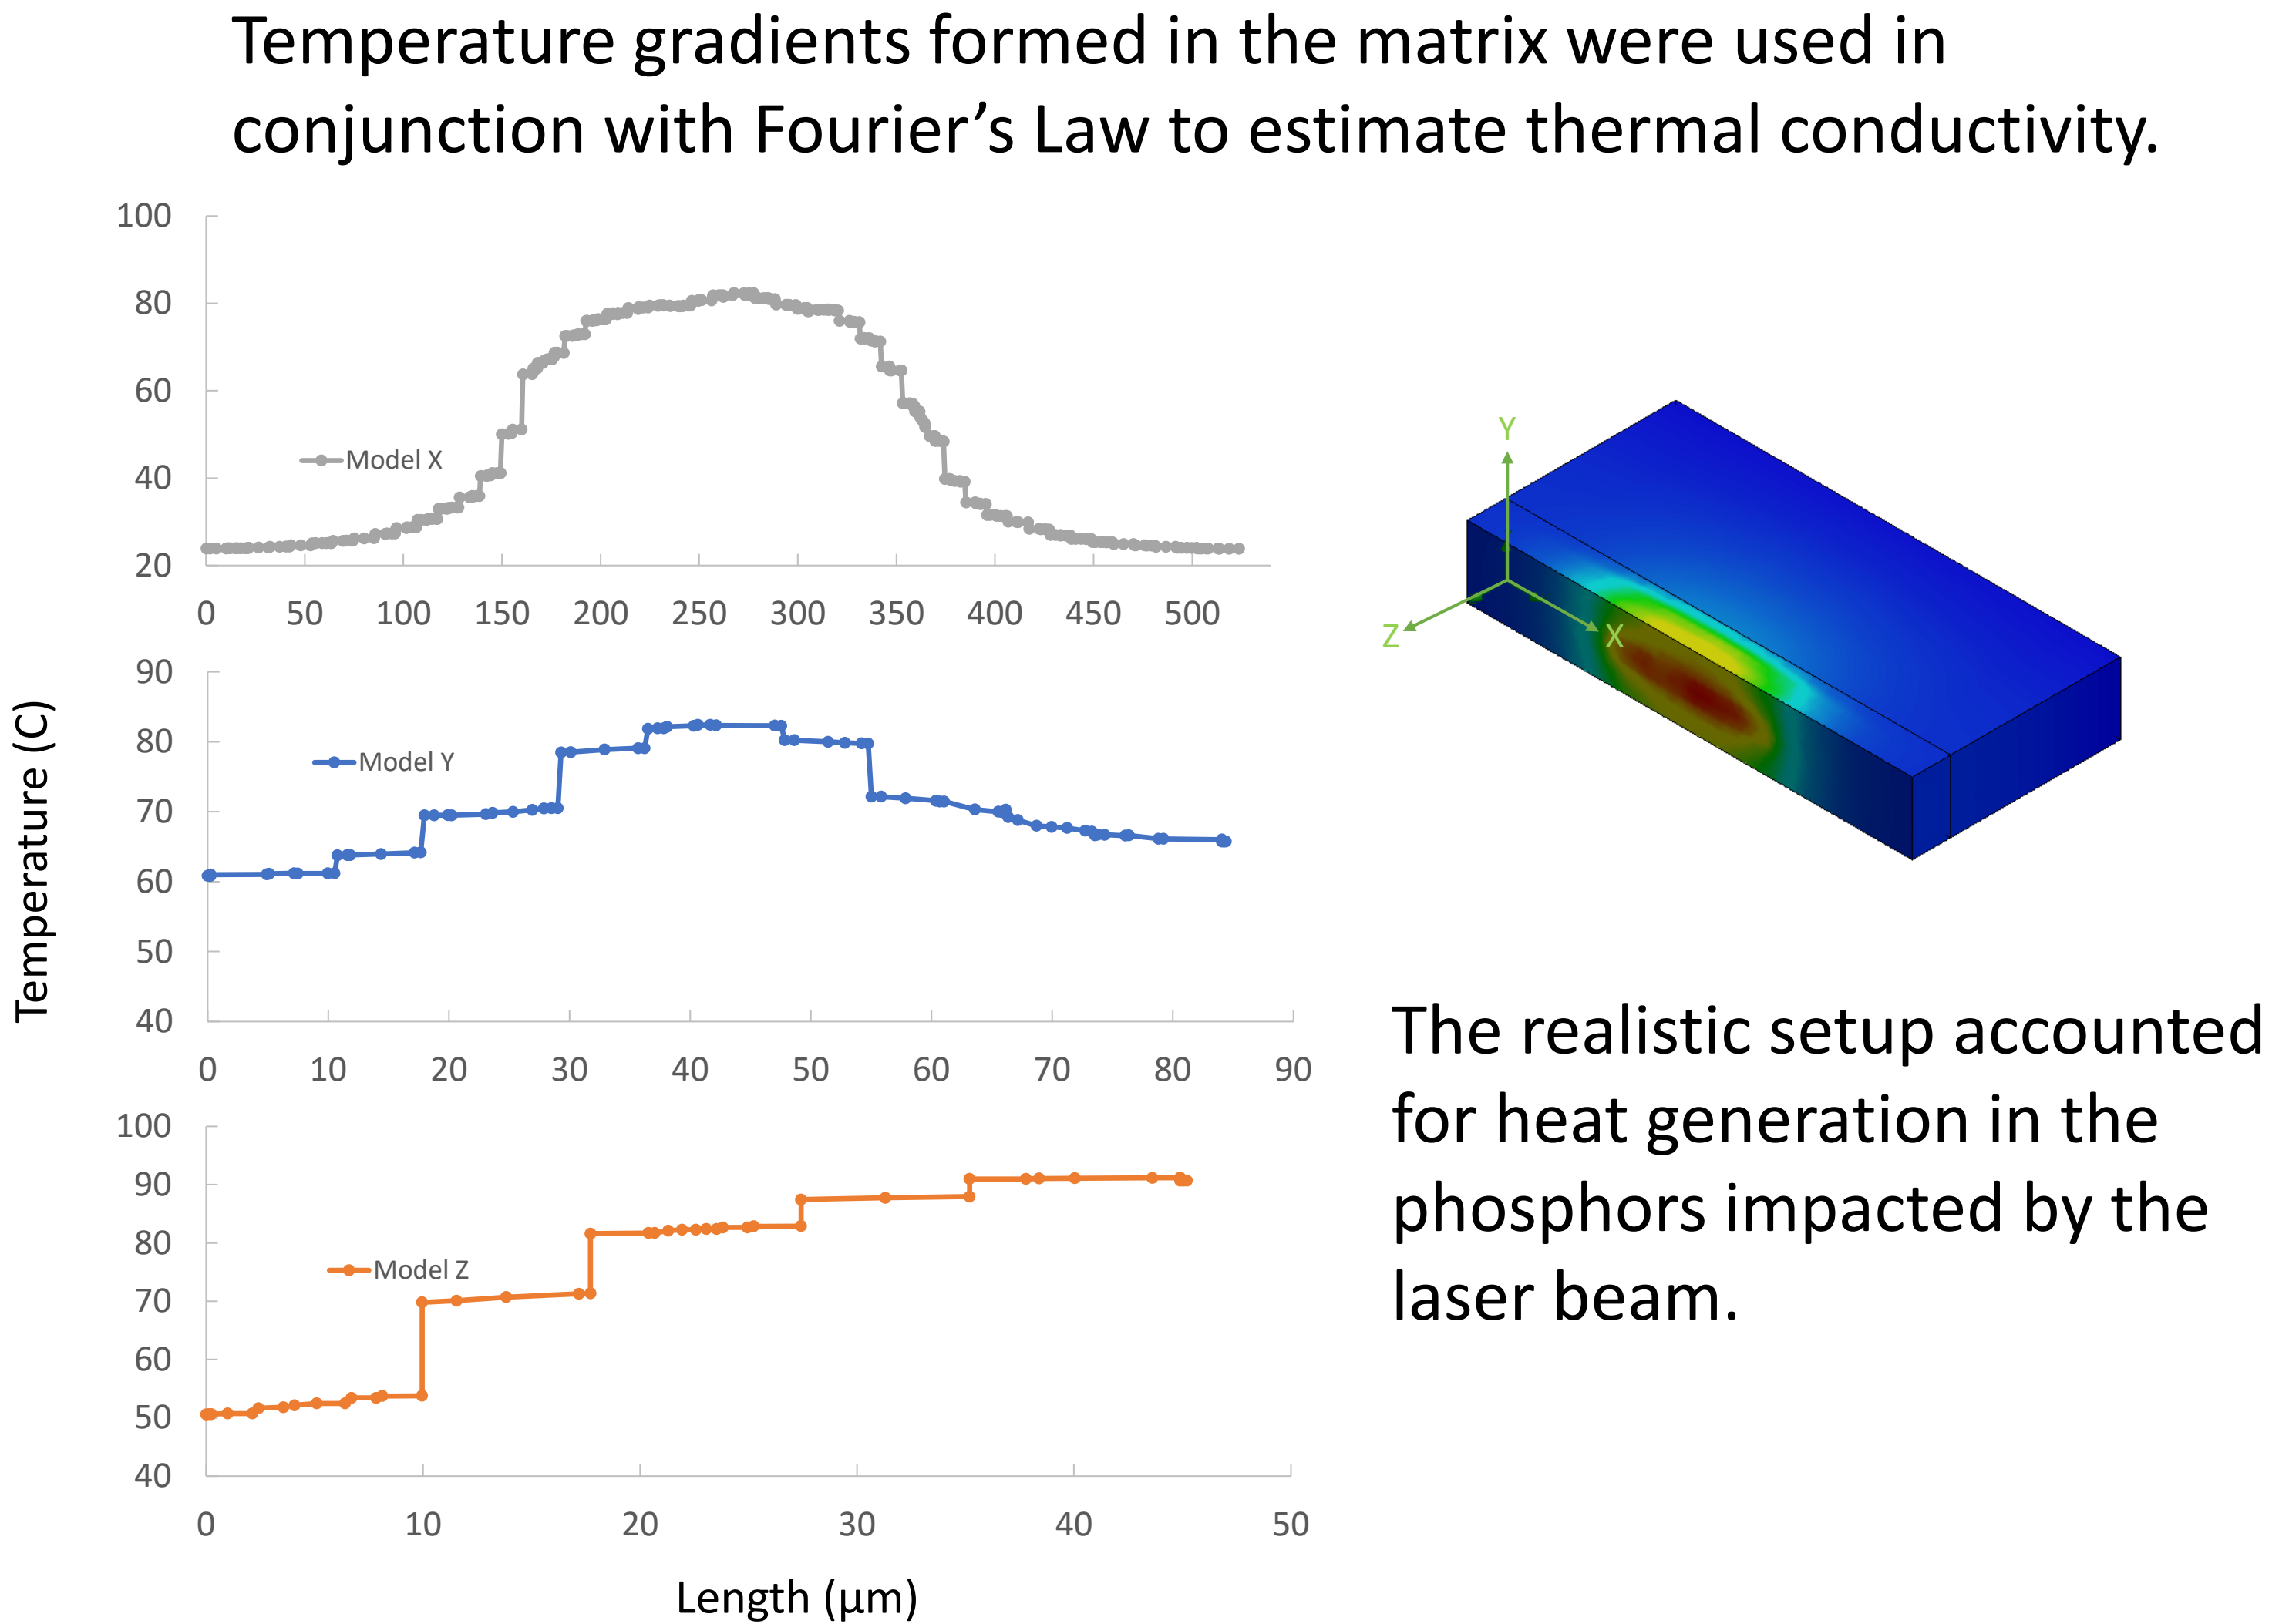 Temperature gradients formed in the matrix were used in
conjunction with Fourier’s Law to estimate thermal conductivity.
100
80
60
40
20
Model X
0 50 100 150 200 250 300 350 400 450 500
Y
Z
X
Temperature (C)
90
80
70
60
50
40
Model Y
0 10 20 30 40 50 60 70 80 90
100
90
80
70
60
50
40
Model Z
0 10 20 30 40 50
Length (μm)
The realistic setup accounted
for heat generation in the
phosphors impacted by the
laser beam.